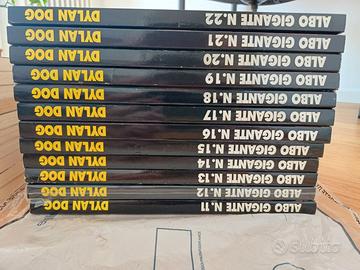 DYLAN DOG ALBO GIGANTE N.22
DYLAN DOG ALBO GIGANTE N.21
DYLAN DOG ALBO GIGANTE N.20
DYLAN DOG ALBO GIGANTE N.19
DYLAN DOG ALBO GIGANTE N.18
DYLAN DOG ALBO GIGANTE N.17
DYLAN DOG ALBO GIGANTE N.16
DYLAN DOG ALBO GIGANTE N.15
DYLAN DOG ALBO GIGANTE N.14
DYLAN DOG ALBO GIGANTE N.13
DYLAN DOG ALBO GIGANTE N.12
DYLAN DOG ALBO GIGANTE N.11
subito